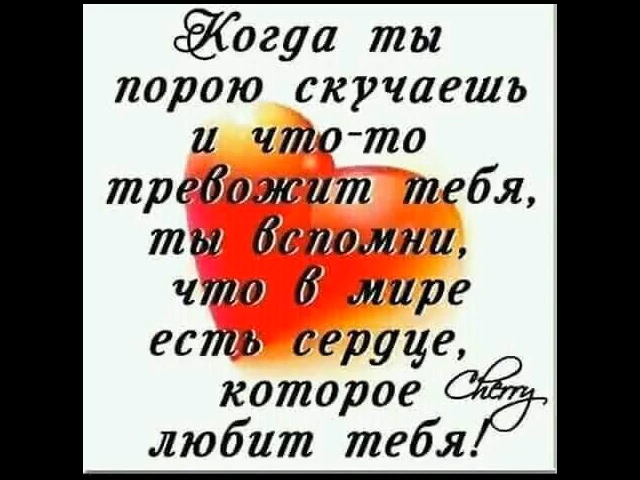 Когда ты
порою скучаешь
и что-то
тревожит тебя,
ты вспомни,
что в мире
есть сердце,
которое
любит тебя!
Cherry